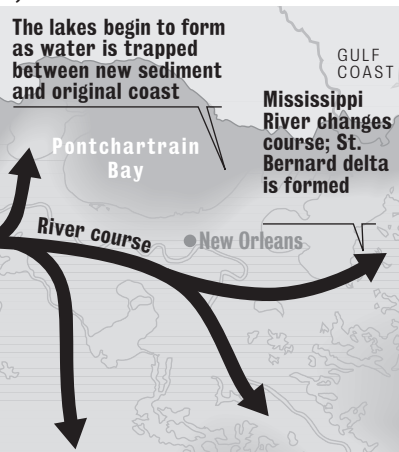 The lakes begin to form
as water is trapped
between new sediment
and original coast
GULF
COAST
Mississippi
River changes
course; St.
Bernard delta
is formed
Pontchartrain
Bay
River course
New Orleans